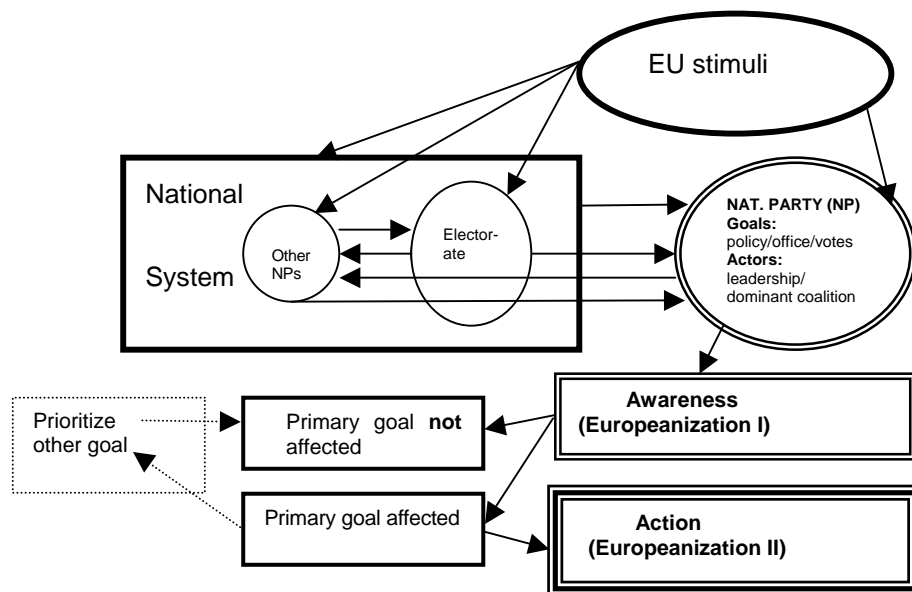 EU stimuli
National
System
Other
NPs
Elector-
ate
NAT. PARTY (NP)
Goals:
policy/office/votes
Actors:
leadership/
dominant coalition
Prioritize
other goal
Primary goal not
affected
Awareness
(Europeanization I)
Primary goal affected
Action
(Europeanization II)